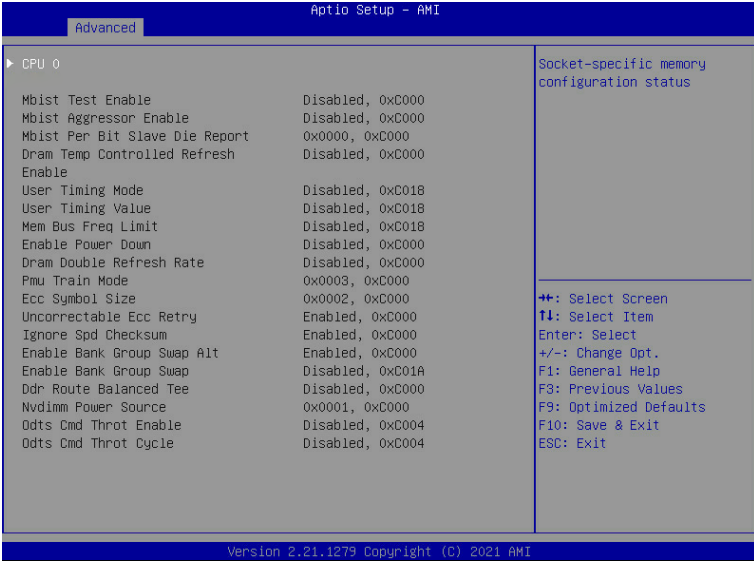 Aptio Setup – AMI
Advanced
CPU 0
Mbist Test Enable Disabled, 0xC000
Mbist Aggressor Enable Disabled, 0xC000
Mbist Per Bit Slave Die Report 0x0000, 0xC000
Dram Temp Controlled Refresh Disabled, 0xC000
Enable
User Timing Mode Disabled, 0xC018
User Timing Value Disabled, 0xC018
Mem Bus Freq Limit Disabled, 0xC018
Enable Power Down Disabled, 0xC000
Dram Double Refresh Rate Disabled, 0xC000
Pmu Train Mode 0x0003, 0xC000
Ecc Symbol Size 0x0002, 0xC000
Uncorrectable Ecc Retry Enabled, 0xC000
Ignore Spd Checksum Enabled, 0xC000
Enable Bank Group Swap Alt Enabled, 0xC000
Enable Bank Group Swap Disabled, 0xC01A
Ddr Route Balanced Tee Disabled, 0xC000
Nvdimm Power Source 0x0001, 0xC000
Odts Cmd Throt Enable Disabled, 0xC004
Odts Cmd Throt Cycle Disabled, 0xC004
Socket-specific memory
configuration status
→←: Select Screen
↑↓: Select Item
Enter: Select
+/-: Change Opt.
F1: General Help
F3: Previous Values
F9: Optimized Defaults
F10: Save & Exit
ESC: Exit
Version 2.21.1279 Copyright (C) 2021 AMI